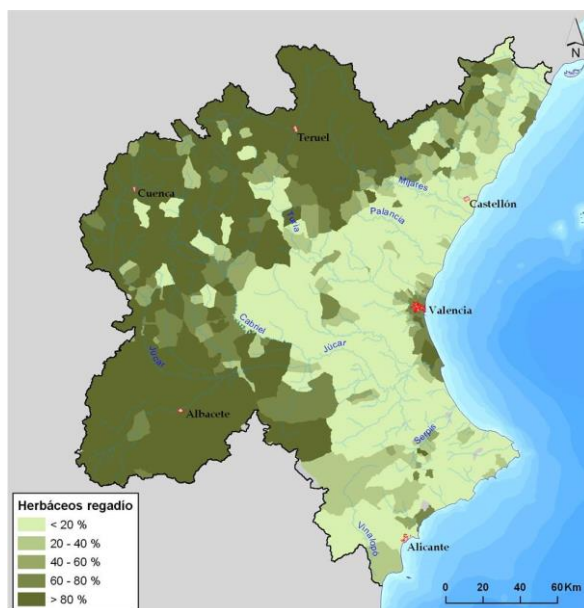 N
Teruel
Cuenca
Mijares
Castellón
Palancia
Turia
Valencia
Cabriel
Júcar
Júcar
Albacete
Serpis
Vinalopó
Alicante
Herbáceos regadío
< 20 %
20 - 40 %
40 - 60 %
60 - 80 %
> 80 %
0 20 40 60 Km